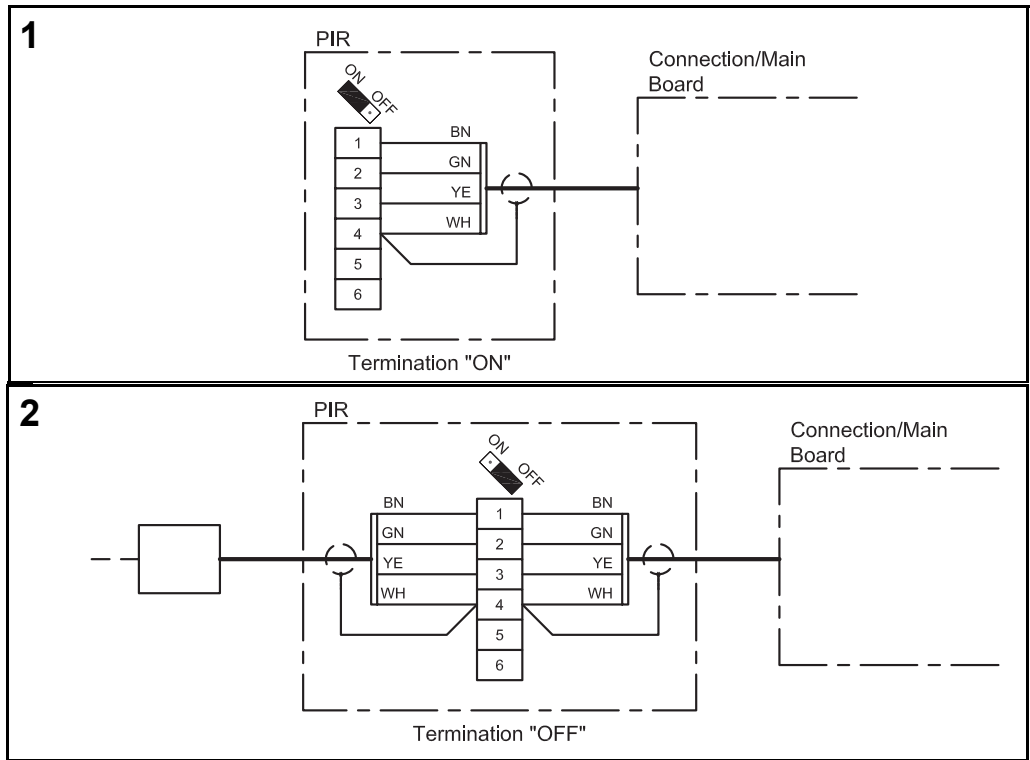 1
PIR
Connection/Main
Board
ON OFF
1
2
3
4
5
6
BN
GN
YE
WH
Termination "ON"
2
PIR
Connection/Main
Board
ON OFF
BN
GN
YE
WH
1
2
3
4
5
6
BN
GN
YE
WH
Termination "OFF"